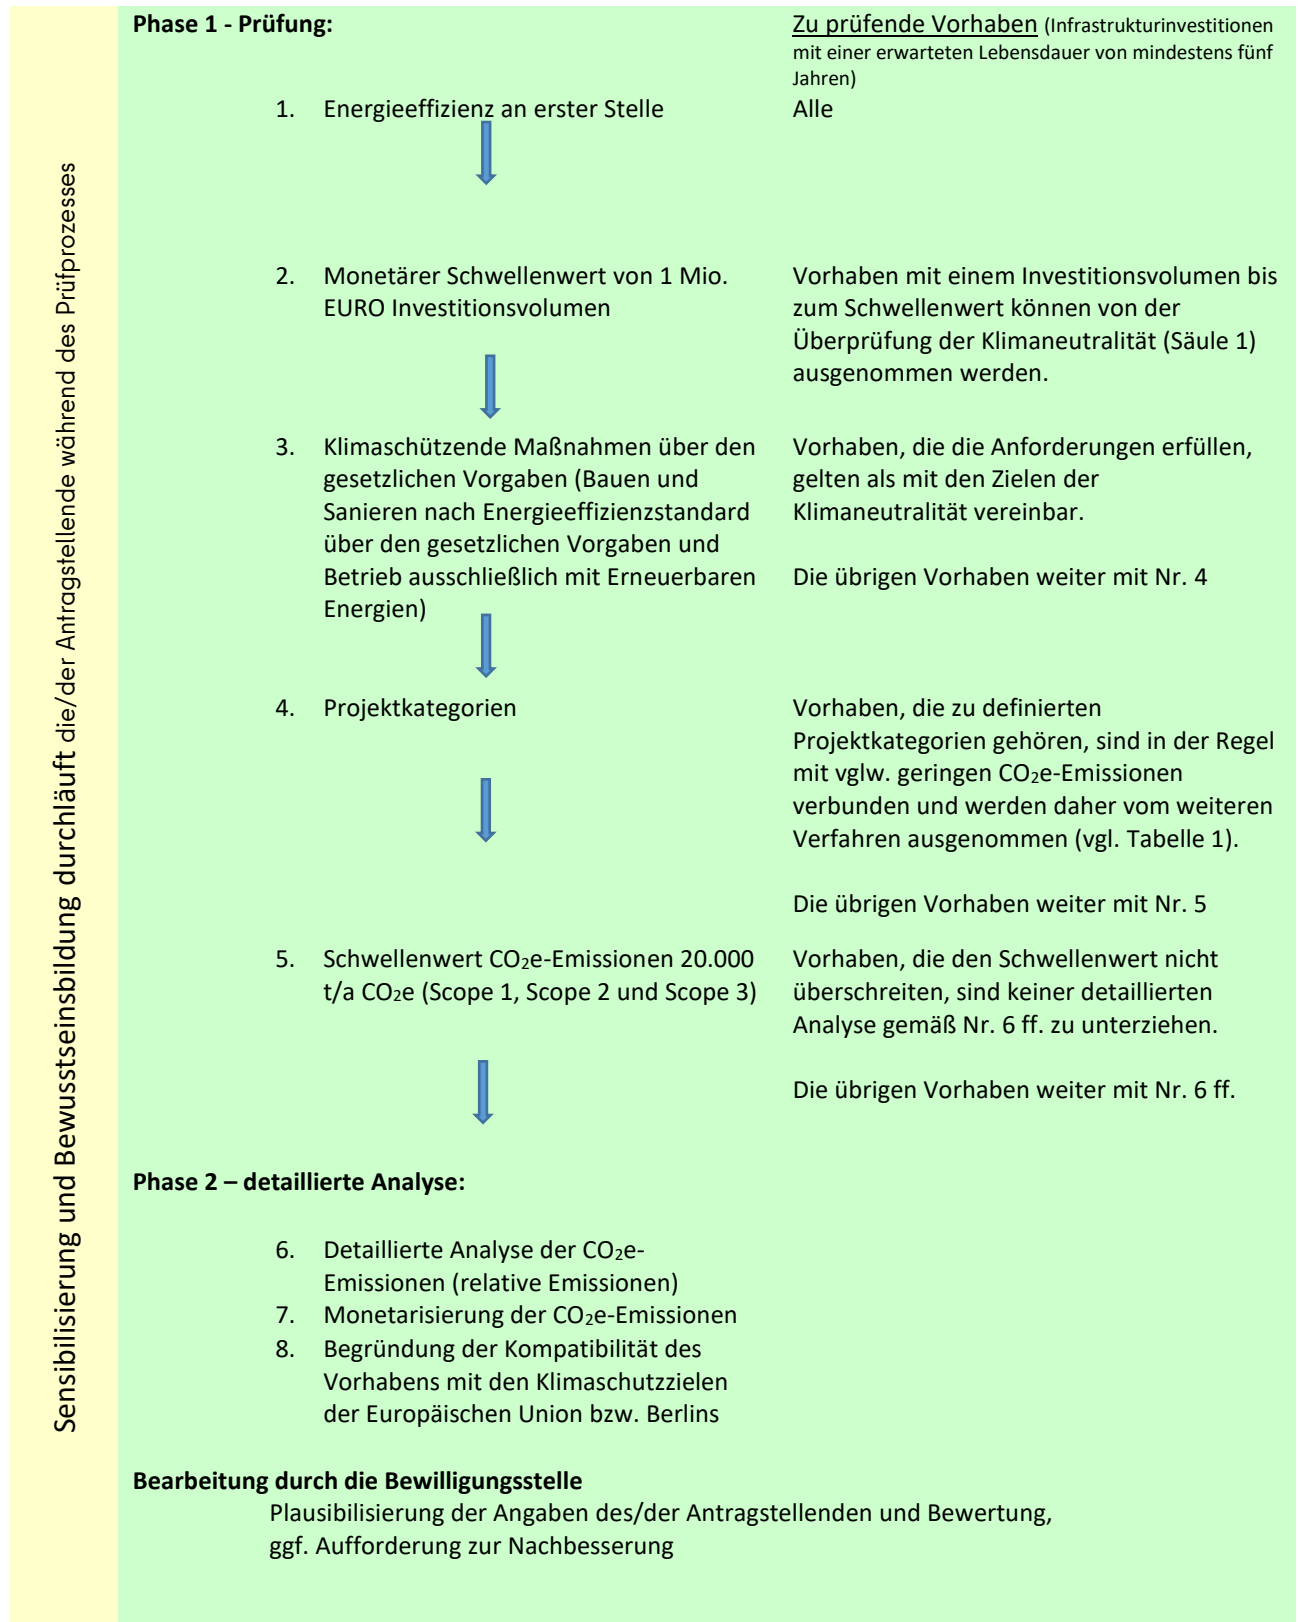 Sensibilisierung und Bewusstseinsbildung durchläuft die/der Antragstellende während des Prüfprozesses
Phase 1 - Prüfung:
Zu prüfende Vorhaben (Infrastrukturinvestitionen
mit einer erwarteten Lebensdauer von mindestens fünf
Jahren)
1. Energieeffizienz an erster Stelle
Alle
2. Monetärer Schwellenwert von 1 Mio.
EURO Investitionsvolumen
Vorhaben mit einem Investitionsvolumen bis
zum Schwellenwert können von der
Überprüfung der Klimaneutralität (Säule 1)
ausgenommen werden.
3. Klimaschützende Maßnahmen über den
gesetzlichen Vorgaben (Bauen und
Sanieren nach Energieeffizienzstandard
über den gesetzlichen Vorgaben und
Betrieb ausschließlich mit Erneuerbaren
Energien)
Vorhaben, die die Anforderungen erfüllen,
gelten als mit den Zielen der
Klimaneutralität vereinbar.
Die übrigen Vorhaben weiter mit Nr. 4
4. Projektkategorien
Vorhaben, die zu definierten
Projektkategorien gehören, sind in der Regel
mit vglw. geringen CO₂e-Emissionen
verbunden und werden daher vom weiteren
Verfahren ausgenommen (vgl. Tabelle 1).
Die übrigen Vorhaben weiter mit Nr. 5
5. Schwellenwert CO₂e-Emissionen 20.000
t/a CO₂e (Scope 1, Scope 2 und Scope 3)
Vorhaben, die den Schwellenwert nicht
überschreiten, sind keiner detaillierten
Analyse gemäß Nr. 6 ff. zu unterziehen.
Die übrigen Vorhaben weiter mit Nr. 6 ff.
Phase 2 – detaillierte Analyse:
6. Detaillierte Analyse der CO₂e-
Emissionen (relative Emissionen)
7. Monetarisierung der CO₂e-Emissionen
8. Begründung der Kompatibilität des
Vorhabens mit den Klimaschutzzielen
der Europäischen Union bzw. Berlins
Bearbeitung durch die Bewilligungsstelle
Plausibilisierung der Angaben des/der Antragstellenden und Bewertung,
ggf. Aufforderung zur Nachbesserung